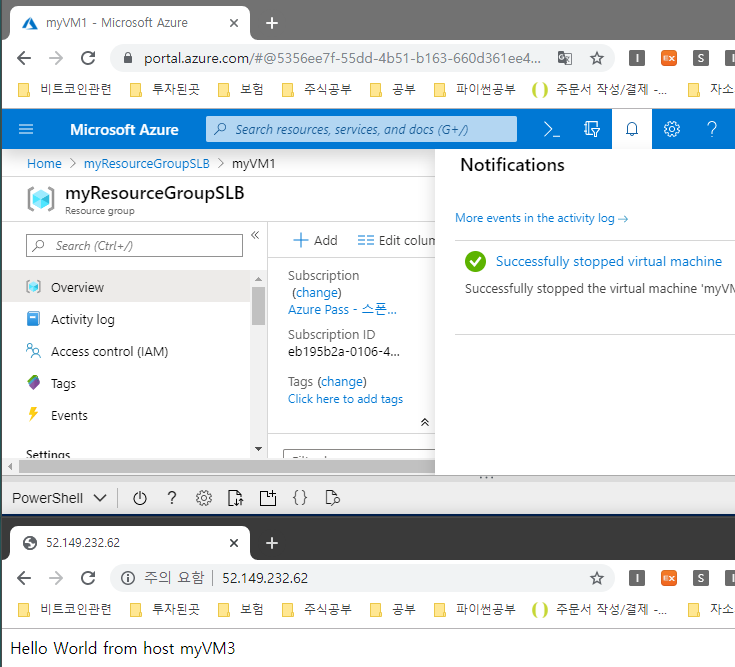 myVM1 - Microsoft Azure
portal.azure.com/#@5356ee7f-55dd-4b51-b163-660d361ee4...
비트코인관련 투자된곳 보험 주식공부 공부 파이썬공부 주문서 작성/결제 -... 자소
Microsoft Azure Search resources, services, and docs (G+/)
Home > myResourceGroupSLB > myVM1
myResourceGroupSLB
Resource group
Search (Ctrl+/)
Overview
Activity log
Access control (IAM)
Tags
Events
Settings
Add Edit colum
Subscription
(change)
Azure Pass - 스폰...
Subscription ID
eb195b2a-0106-4...
Tags (change)
Click here to add tags
Notifications
More events in the activity log →
Successfully stopped virtual machine
Successfully stopped the virtual machine 'myVM
PowerShell
52.149.232.62
주의 요함 | 52.149.232.62
비트코인관련 투자된곳 보험 주식공부 공부 파이썬공부 주문서 작성/결제 -... 자소
Hello World from host myVM3